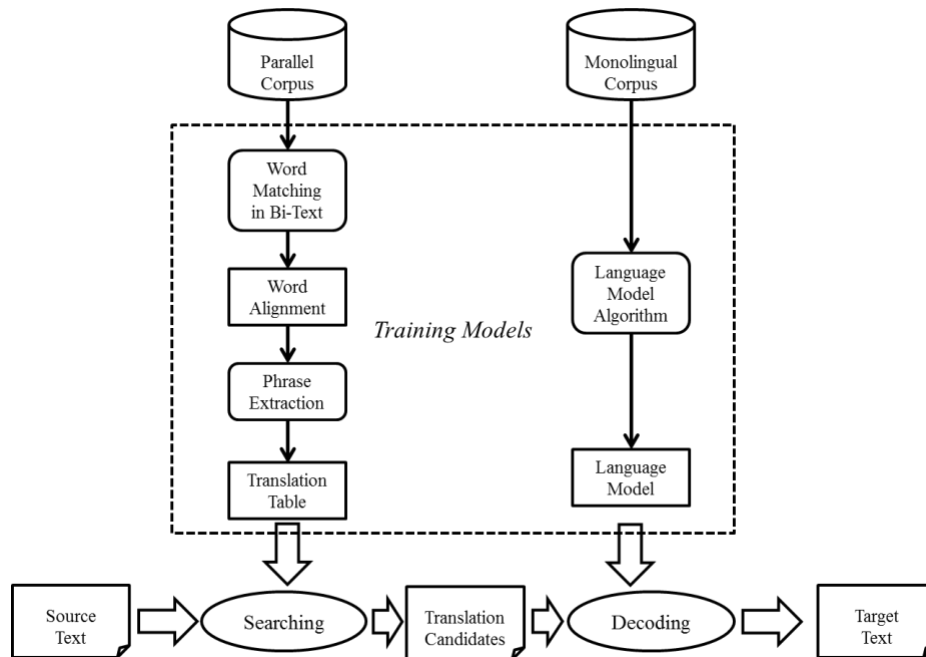 Parallel
Corpus
Monolingual
Corpus
Word
Matching
in Bi-Text
Word
Alignment
Language
Model
Algorithm
Training Models
Phrase
Extraction
Translation
Table
Language
Model
Source
Text
Searching
Translation
Candidates
Decoding
Target
Text